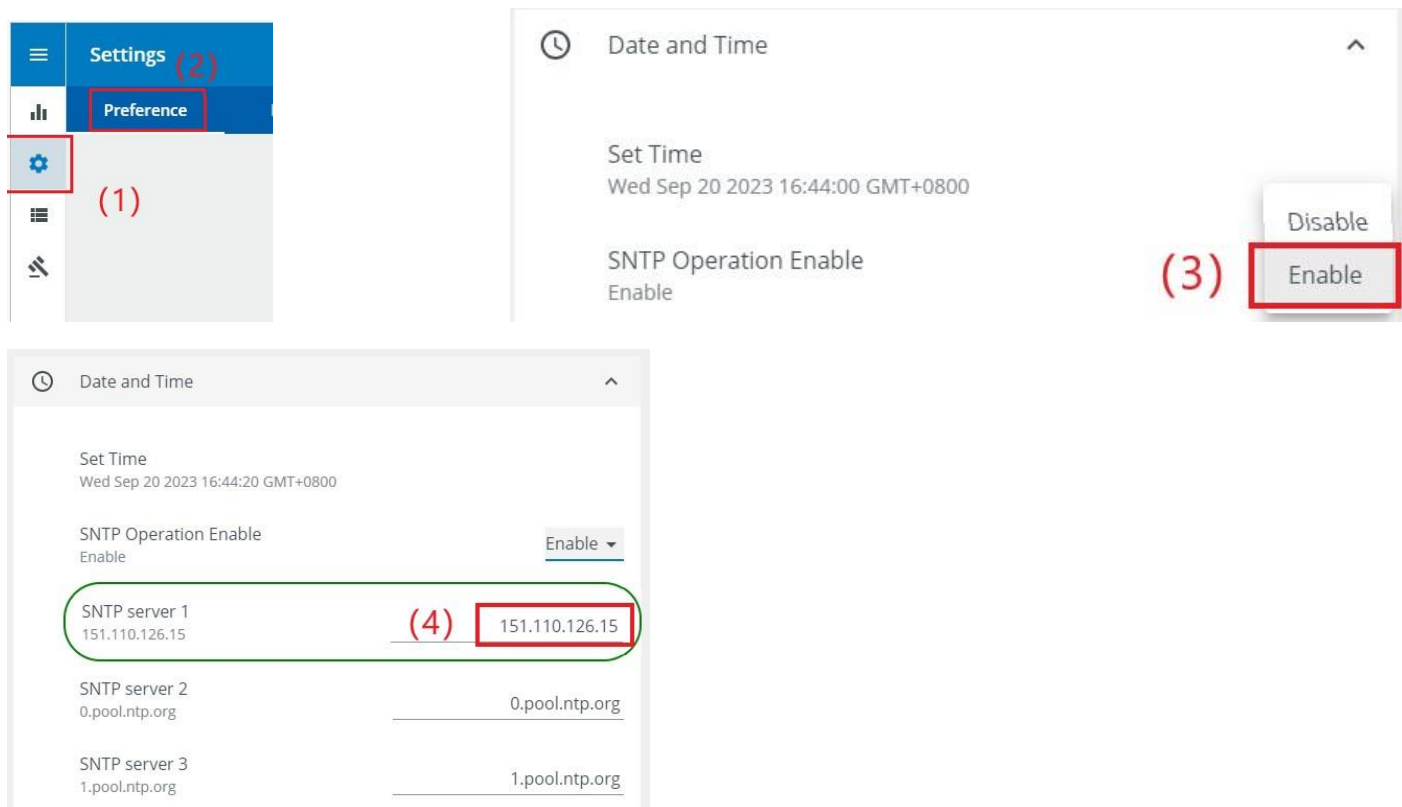 Settings
(2)
Preference
(1)
Date and Time
Set Time
Wed Sep 20 2023 16:44:00 GMT+0800
Disable
SNTP Operation Enable
(3)
Enable
Enable
Date and Time
Set Time
Wed Sep 20 2023 16:44:20 GMT+0800
SNTP Operation Enable
Enable
Enable
SNTP server 1
151.110.126.15
(4)
151.110.126.15
SNTP server 2
0.pool.ntp.org
0.pool.ntp.org
SNTP server 3
1.pool.ntp.org
1.pool.ntp.org